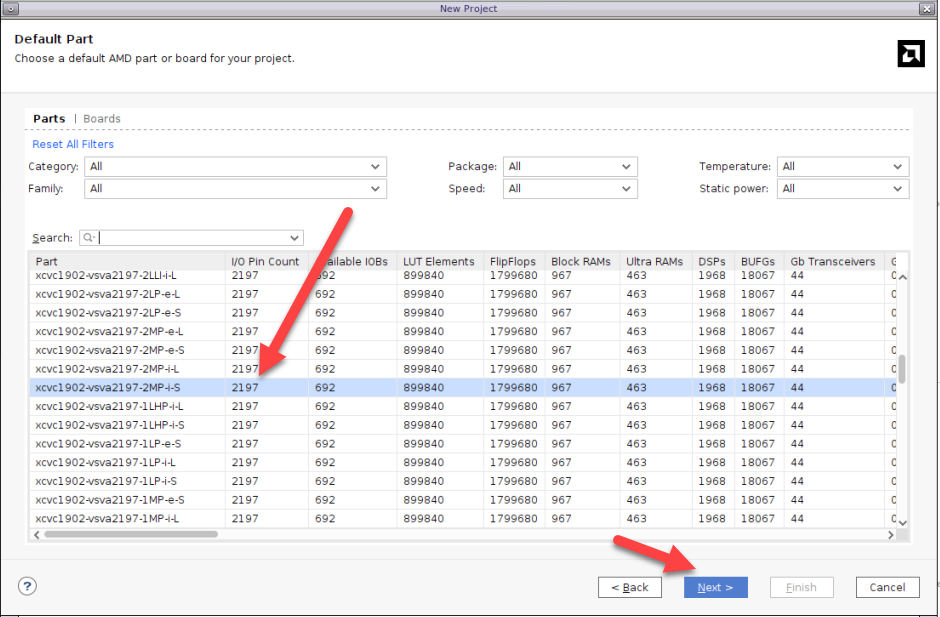 New Project
Default Part
Choose a default AMD part or board for your project.
Parts | Boards
Reset All Filters
Category: All Package: All Temperature: All
Family: All Speed: All Static power: All
Search:
Part I/O Pin Count ailable IOBs LUT Elements FlipFlops Block RAMs Ultra RAMs DSPs BUFGs Gb Transceivers G
xcvc1902-vsva2197-2LLI-i-L 2197 692 899840 1799680 967 463 1968 18067 44 0
xcvc1902-vsva2197-2LP-e-L 2197 692 899840 1799680 967 463 1968 18067 44 0
xcvc1902-vsva2197-2LP-e-S 2197 692 899840 1799680 967 463 1968 18067 44 0
xcvc1902-vsva2197-2MP-e-L 2197 692 899840 1799680 967 463 1968 18067 44 0
xcvc1902-vsva2197-2MP-e-S 2197 692 899840 1799680 967 463 1968 18067 44 0
xcvc1902-vsva2197-2MP-i-L 2197 692 899840 1799680 967 463 1968 18067 44 0
xcvc1902-vsva2197-2MP-i-S 2197 692 899840 1799680 967 463 1968 18067 44 0
xcvc1902-vsva2197-1LHP-i-L 2197 692 899840 1799680 967 463 1968 18067 44 0
xcvc1902-vsva2197-1LHP-i-S 2197 692 899840 1799680 967 463 1968 18067 44 0
xcvc1902-vsva2197-1LP-e-S 2197 692 899840 1799680 967 463 1968 18067 44 0
xcvc1902-vsva2197-1LP-i-L 2197 692 899840 1799680 967 463 1968 18067 44 0
xcvc1902-vsva2197-1LP-i-S 2197 692 899840 1799680 967 463 1968 18067 44 0
xcvc1902-vsva2197-1MP-e-S 2197 692 899840 1799680 967 463 1968 18067 44 0
xcvc1902-vsva2197-1MP-i-L 2197 692 899840 1799680 967 463 1968 18067 44 0
? < Back Next > Finish Cancel